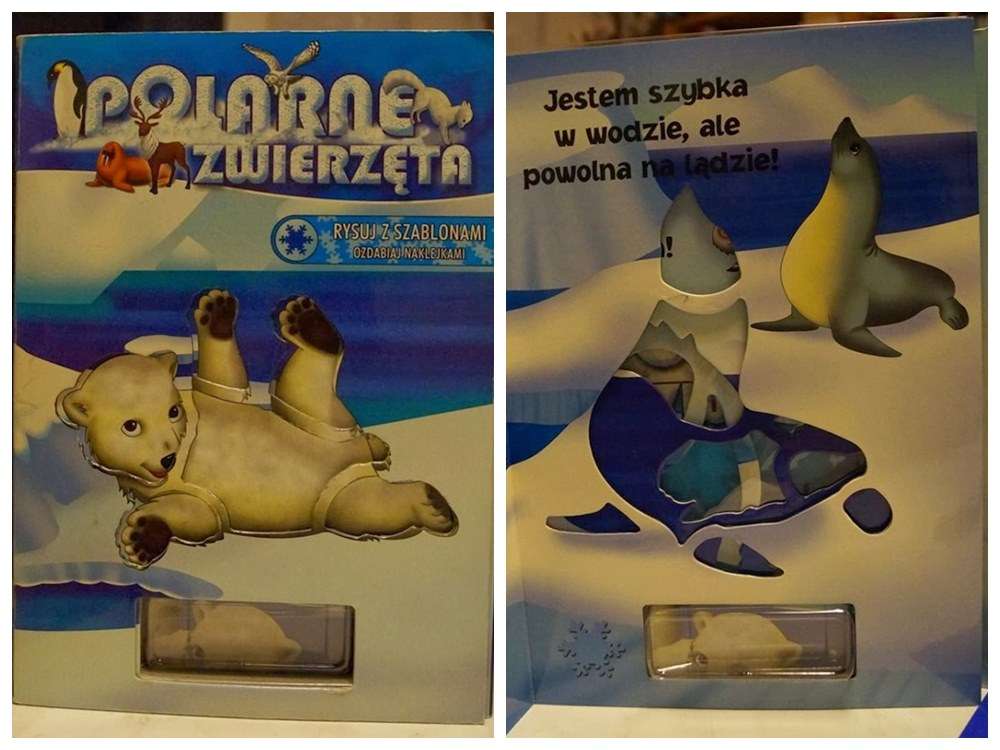 POLARNE
ZWIERZĘTA
RYSUJ Z SZABLONAMI
OZDABIAJ NAKLEJKAMI
Jestem szybka
w wodzie, ale
powolna na lądzie!
!